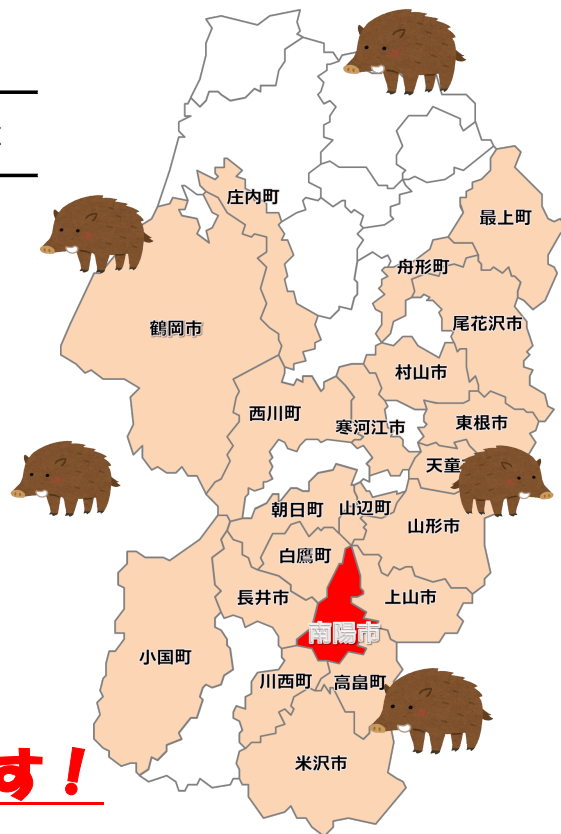 庄内町
最上町
舟形町
鶴岡市
尾花沢市
村山市
西川町
寒河江市
東根市
天童
朝日町
山辺町
山形市
白鷹町
長井市
上山市
南陽市
小国町
川西町
高畠町
米沢市
す！